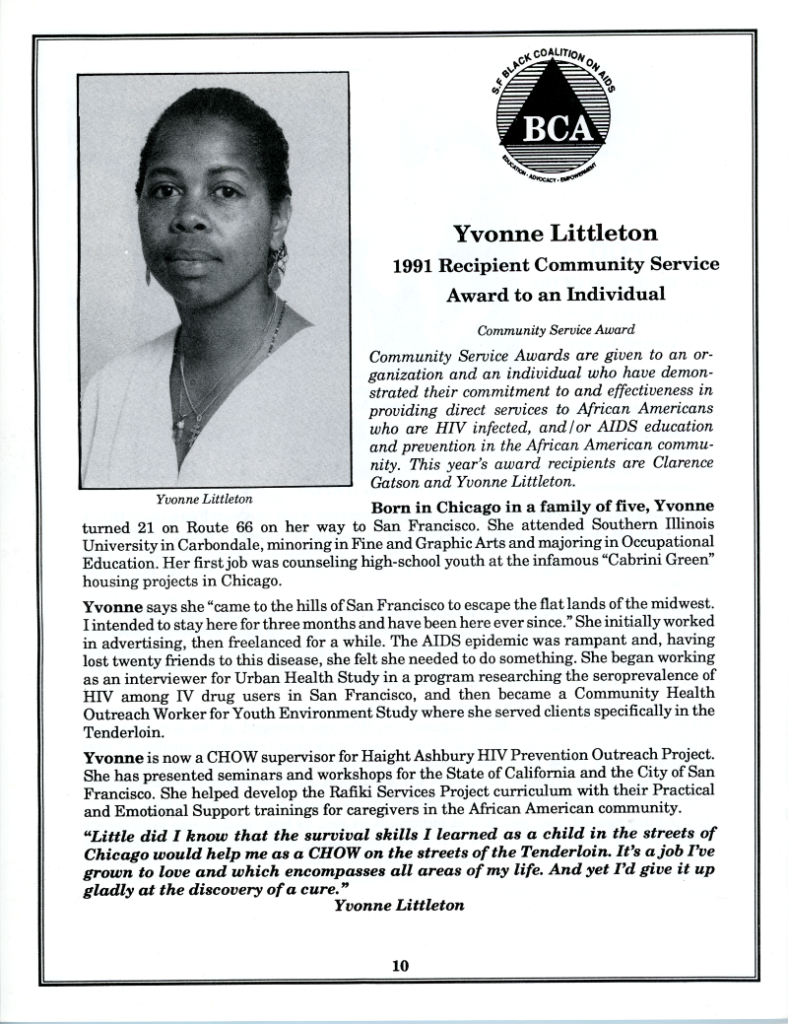 S.F. BLACK COALITION ON AIDS
BCA
EDUCATION • ADVOCACY • EMPOWERMENT
Yvonne Littleton
1991 Recipient Community Service
Award to an Individual
Community Service Award
Community Service Awards are given to an or-
ganization and an individual who have demon-
strated their commitment to and effectiveness in
providing direct services to African Americans
who are HIV infected, and/or AIDS education
and prevention in the African American commu-
nity. This year's award recipients are Clarence
Gatson and Yvonne Littleton.
Yvonne Littleton
Born in Chicago in a family of five, Yvonne
turned 21 on Route 66 on her way to San Francisco. She attended Southern Illinois
University in Carbondale, minoring in Fine and Graphic Arts and majoring in Occupational
Education. Her first job was counseling high-school youth at the infamous "Cabrini Green"
housing projects in Chicago.
Yvonne says she "came to the hills of San Francisco to escape the flat lands of the midwest.
I intended to stay here for three months and have been here ever since." She initially worked
in advertising, then freelanced for a while. The AIDS epidemic was rampant and, having
lost twenty friends to this disease, she felt she needed to do something. She began working
as an interviewer for Urban Health Study in a program researching the seroprevalence of
HIV among IV drug users in San Francisco, and then became a Community Health
Outreach Worker for Youth Environment Study where she served clients specifically in the
Tenderloin.
Yvonne is now a CHOW supervisor for Haight Ashbury HIV Prevention Outreach Project.
She has presented seminars and workshops for the State of California and the City of San
Francisco. She helped develop the Rafiki Services Project curriculum with their Practical
and Emotional Support trainings for caregivers in the African American community.
"Little did I know that the survival skills I learned as a child in the streets of
Chicago would help me as a CHOW on the streets of the Tenderloin. It's a job I've
grown to love and which encompasses all areas of my life. And yet I'd give it up
gladly at the discovery of a cure."
Yvonne Littleton
10